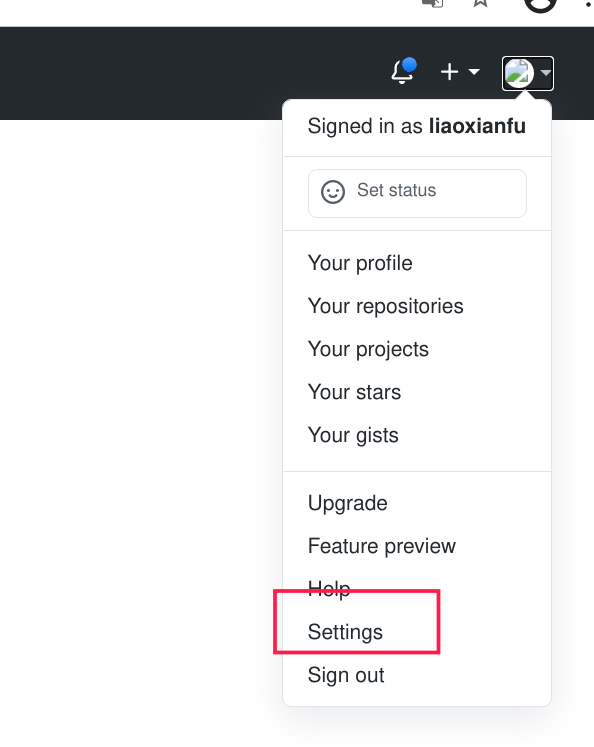 Signed in as liaoxianfu
Set status
Your profile
Your repositories
Your projects
Your stars
Your gists
Upgrade
Feature preview
Help
Settings
Sign out